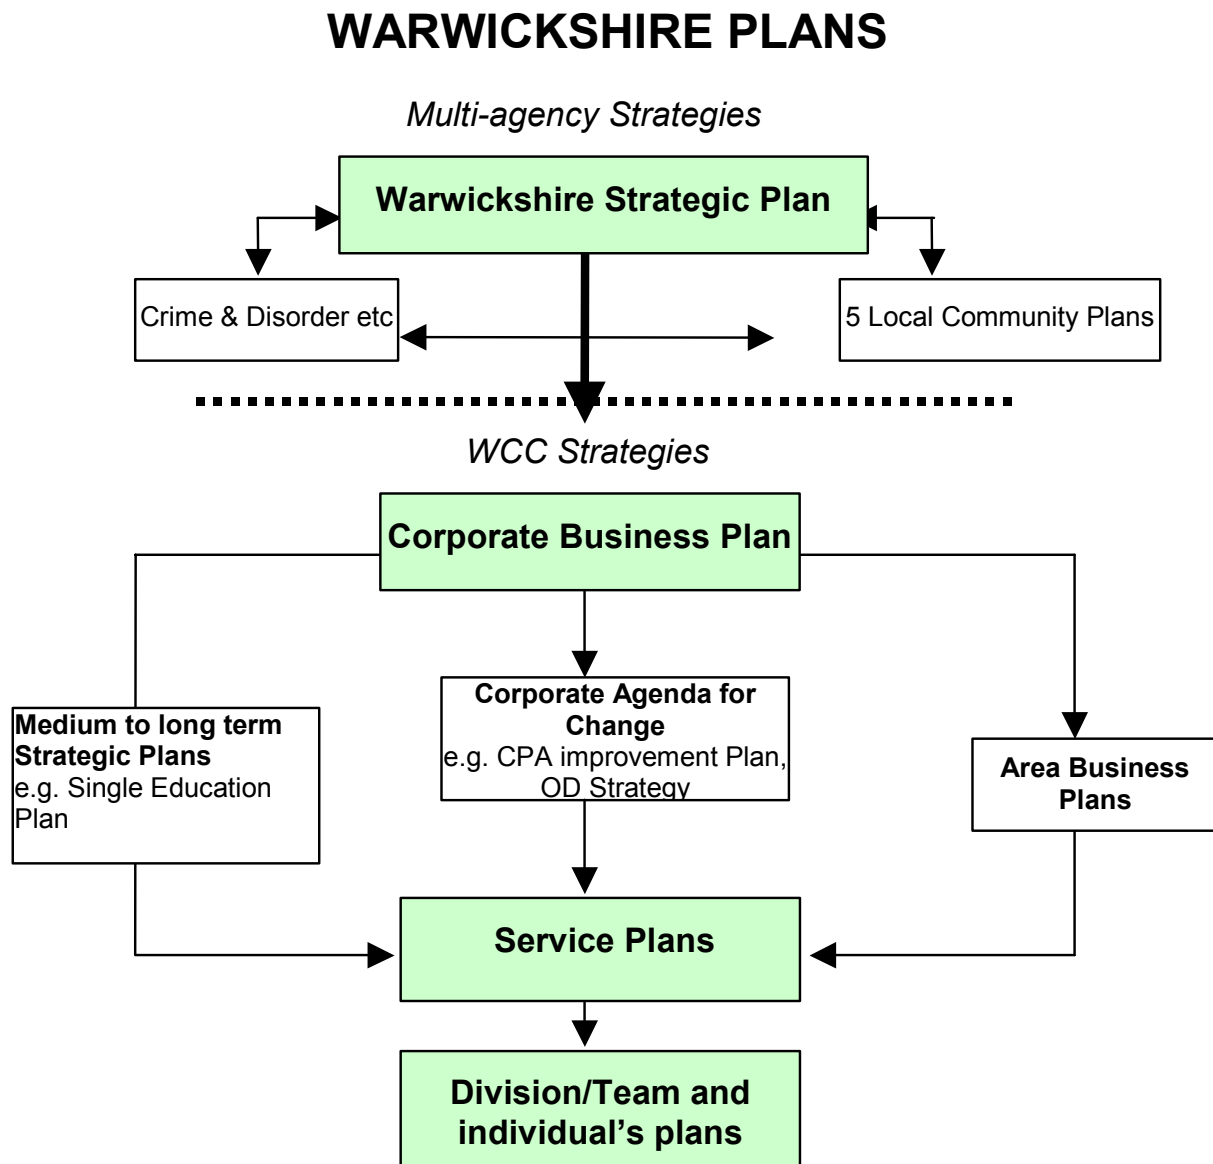 WARWICKSHIRE PLANS
Multi-agency Strategies
Warwickshire Strategic Plan
Crime & Disorder etc
5 Local Community Plans
WCC Strategies
Corporate Business Plan
Medium to long term
Strategic Plans
e.g. Single Education
Plan
Corporate Agenda for
Change
e.g. CPA improvement Plan,
OD Strategy
Area Business
Plans
Service Plans
Division/Team and
individual’s plans